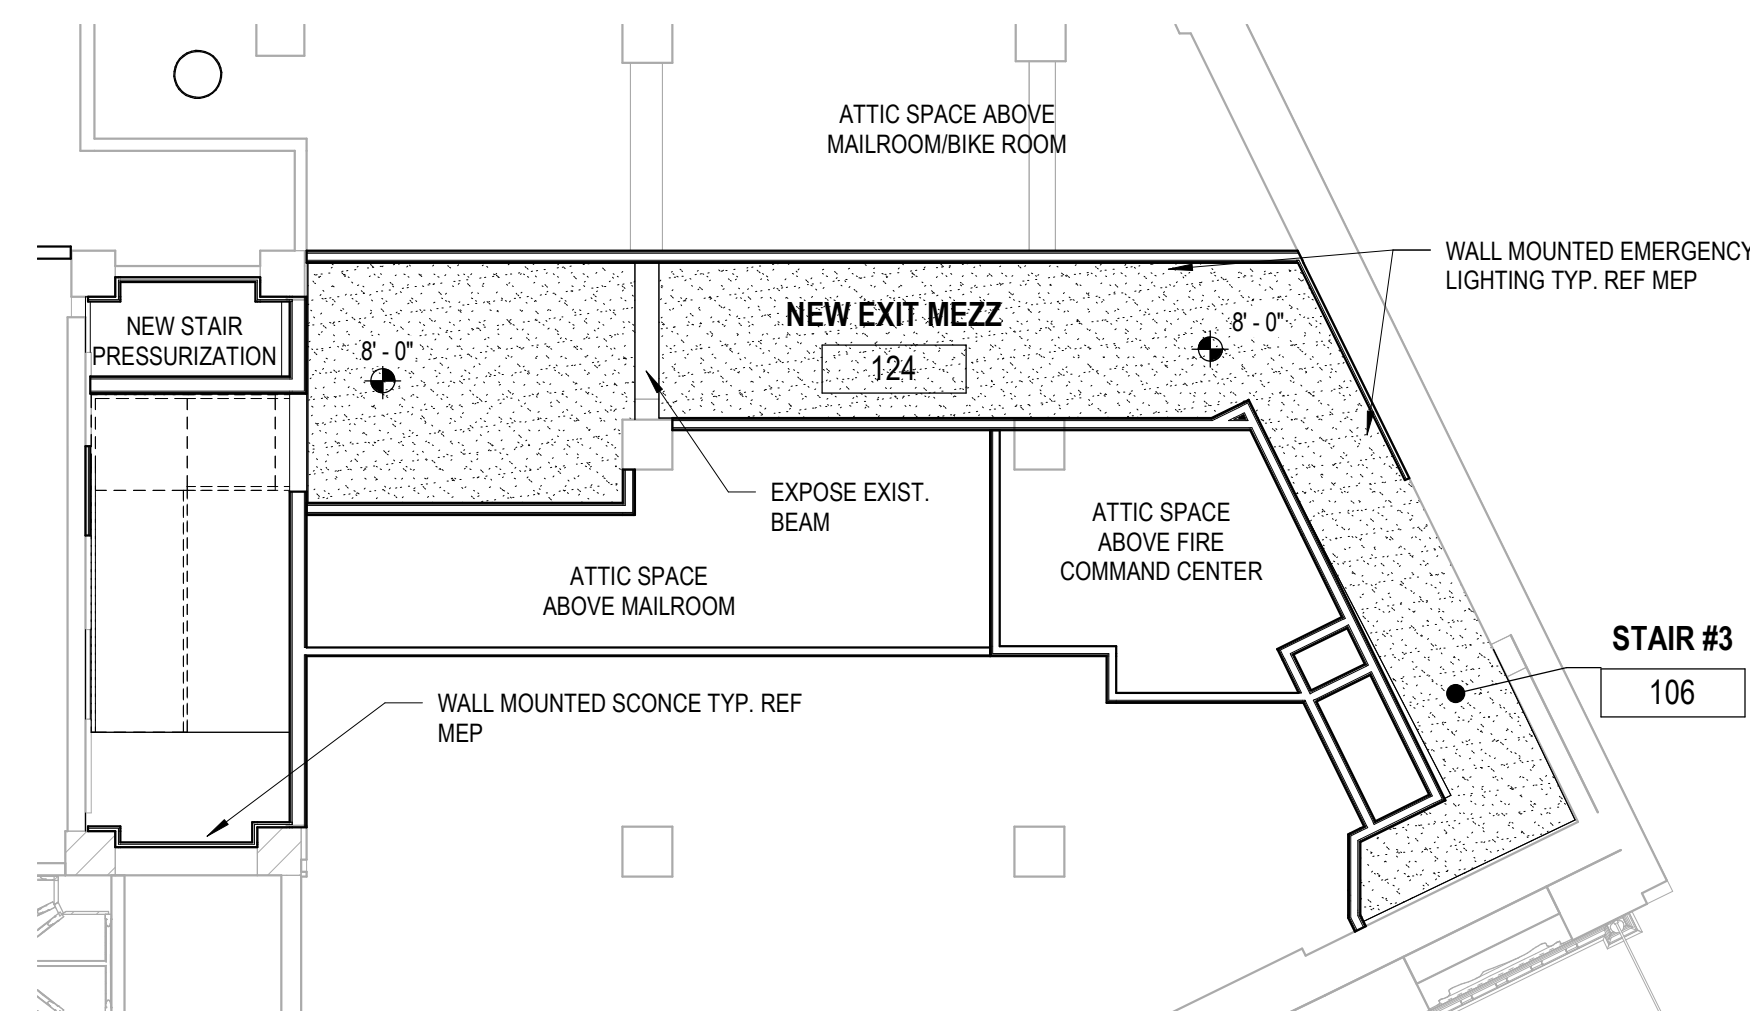 ATTIC SPACE ABOVE
MAILROOM/BIKE ROOM
WALL MOUNTED EMERGENCY
LIGHTING TYP. REF MEP
NEW STAIR
PRESSURIZATION
8' - 0"
NEW EXIT MEZZ
124
8' - 0"
EXPOSE EXIST.
BEAM
ATTIC SPACE
ABOVE FIRE
COMMAND CENTER
ATTIC SPACE
ABOVE MAILROOM
STAIR #3
106
WALL MOUNTED SCONCE TYP. REF
MEP